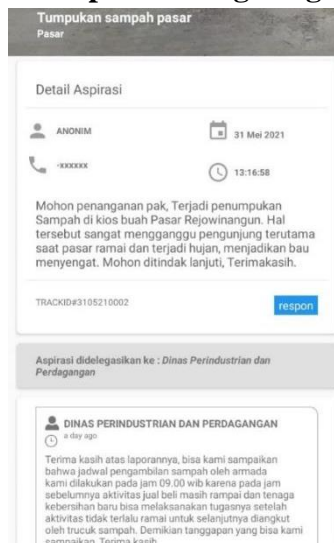 Tumpukan sampah pasar
Pasar
Detail Aspirasi
ANONIM
31 Mei 2021
-xxxxxx
13:16:58
Mohon penanganan pak, Terjadi penumpukan
Sampah di kios buah Pasar Rejowinangun. Hal
tersebut sangat mengganggu pengunjung terutama
saat pasar ramai dan terjadi hujan, menjadikan bau
menyengat. Mohon ditindak lanjuti, Terimakasih.
TRACKID#3105210002
respon
Aspirasi didelegasikan ke : Dinas Perindustrian dan
Perdagangan
DINAS PERINDUSTRIAN DAN PERDAGANGAN
a day ago
Terima kasih atas laporannya, bisa kami sampaikan
bahwa jadwal pengambilan sampah oleh armada
kami dilakukan pada jam 09.00 wib karena pada jam
sebelumnya aktivitas jual beli masih rampai dan tenaga
kebersihan baru bisa melaksanakan tugasnya setelah
aktivitas tidak terlalu ramai untuk selanjutnya diangkut
oleh trucuk sampah. Demikian tanggapan yang bisa kami
sampaikan. Terima kasih